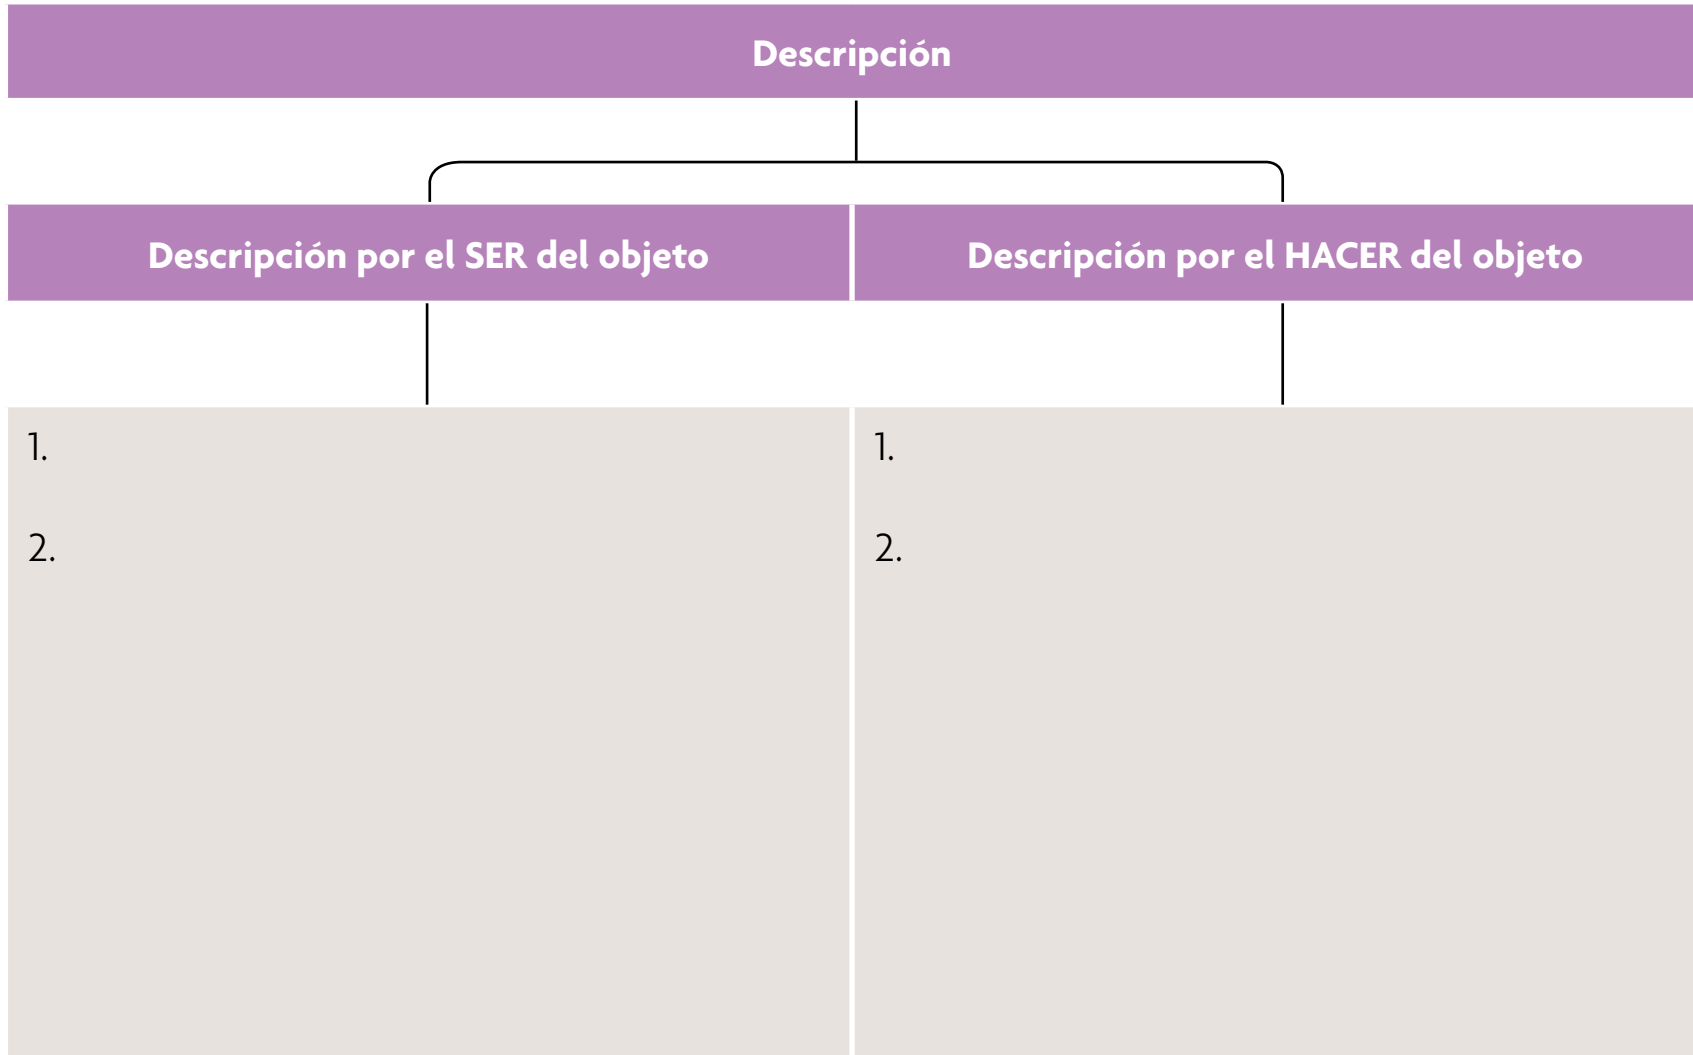 Descripción
Descripción por el SER del objeto
Descripción por el HACER del objeto
1.
2.
1.
2.